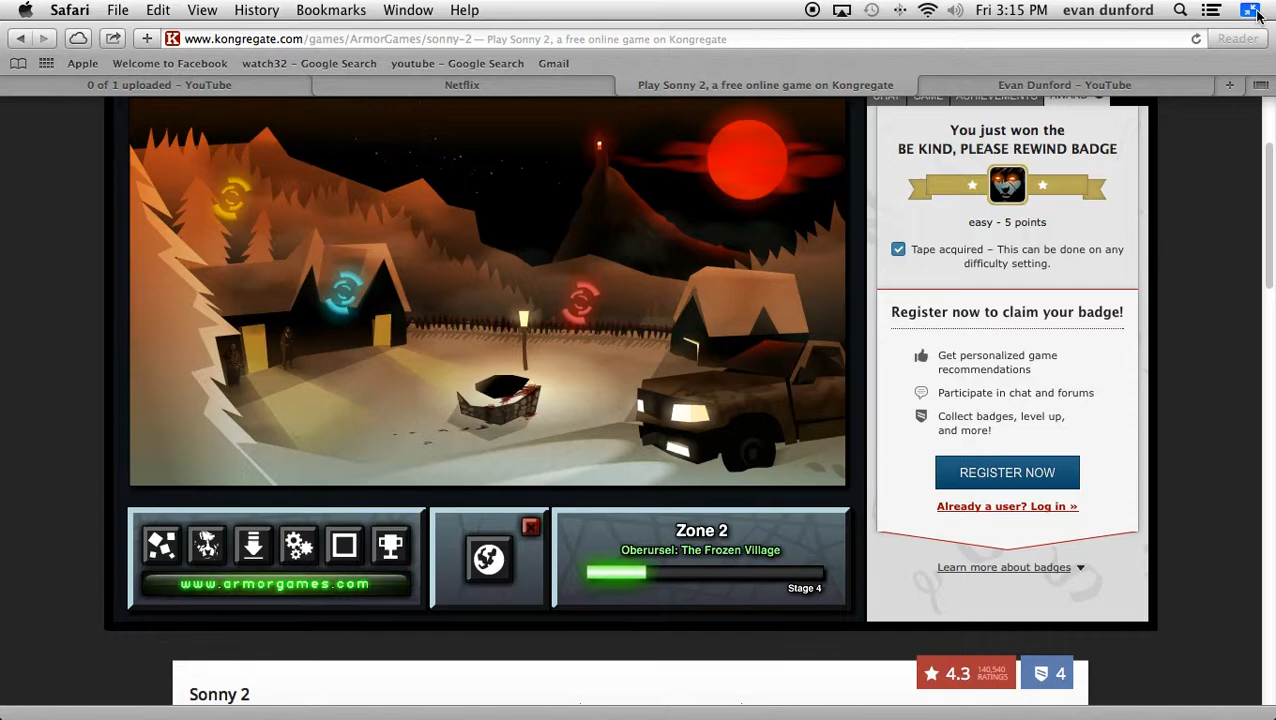 Safari File Edit View History Bookmarks Window Help Fri 3:15 PM evan dunford
www.kongregate.com/games/ArmorGames/sonny-2 — Play Sonny 2, a free online game on Kongregate Reader
Apple Welcome to Facebook watch32 - Google Search youtube - Google Search Gmail
0 of 1 uploaded – YouTube Netflix Play Sonny 2, a free online game on Kongregate Evan Dunford – YouTube
CHAT GAME ACHIEVEMENTS
You just won the
BE KIND, PLEASE REWIND BADGE
easy - 5 points
Tape acquired – This can be done on any
difficulty setting.
Register now to claim your badge!
Get personalized game
recommendations
Participate in chat and forums
Collect badges, level up,
and more!
REGISTER NOW
Already a user? Log in »
Learn more about badges
www.armorgames.com
Zone 2
Oberursel: The Frozen Village
Stage 4
Sonny 2
4.3 140,540
RATINGS
4